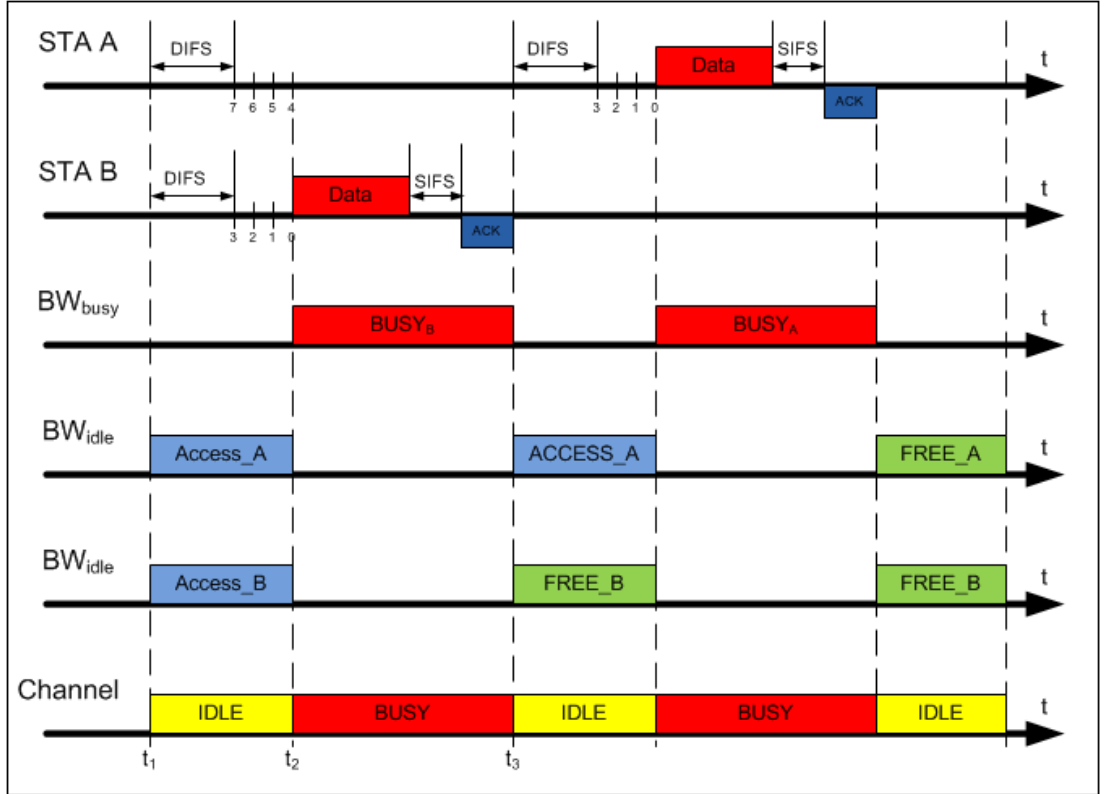 STA A
DIFS
7 6 5 4
DIFS
3 2 1 0
Data
SIFS
ACK
t
STA B
DIFS
3 2 1 0
Data
SIFS
ACK
t
BWbusy
BUSYB
BUSYA
t
BWidle
Access_A
ACCESS_A
FREE_A
t
BWidle
Access_B
FREE_B
FREE_B
t
Channel
IDLE
BUSY
IDLE
BUSY
IDLE
t
t1
t2
t3